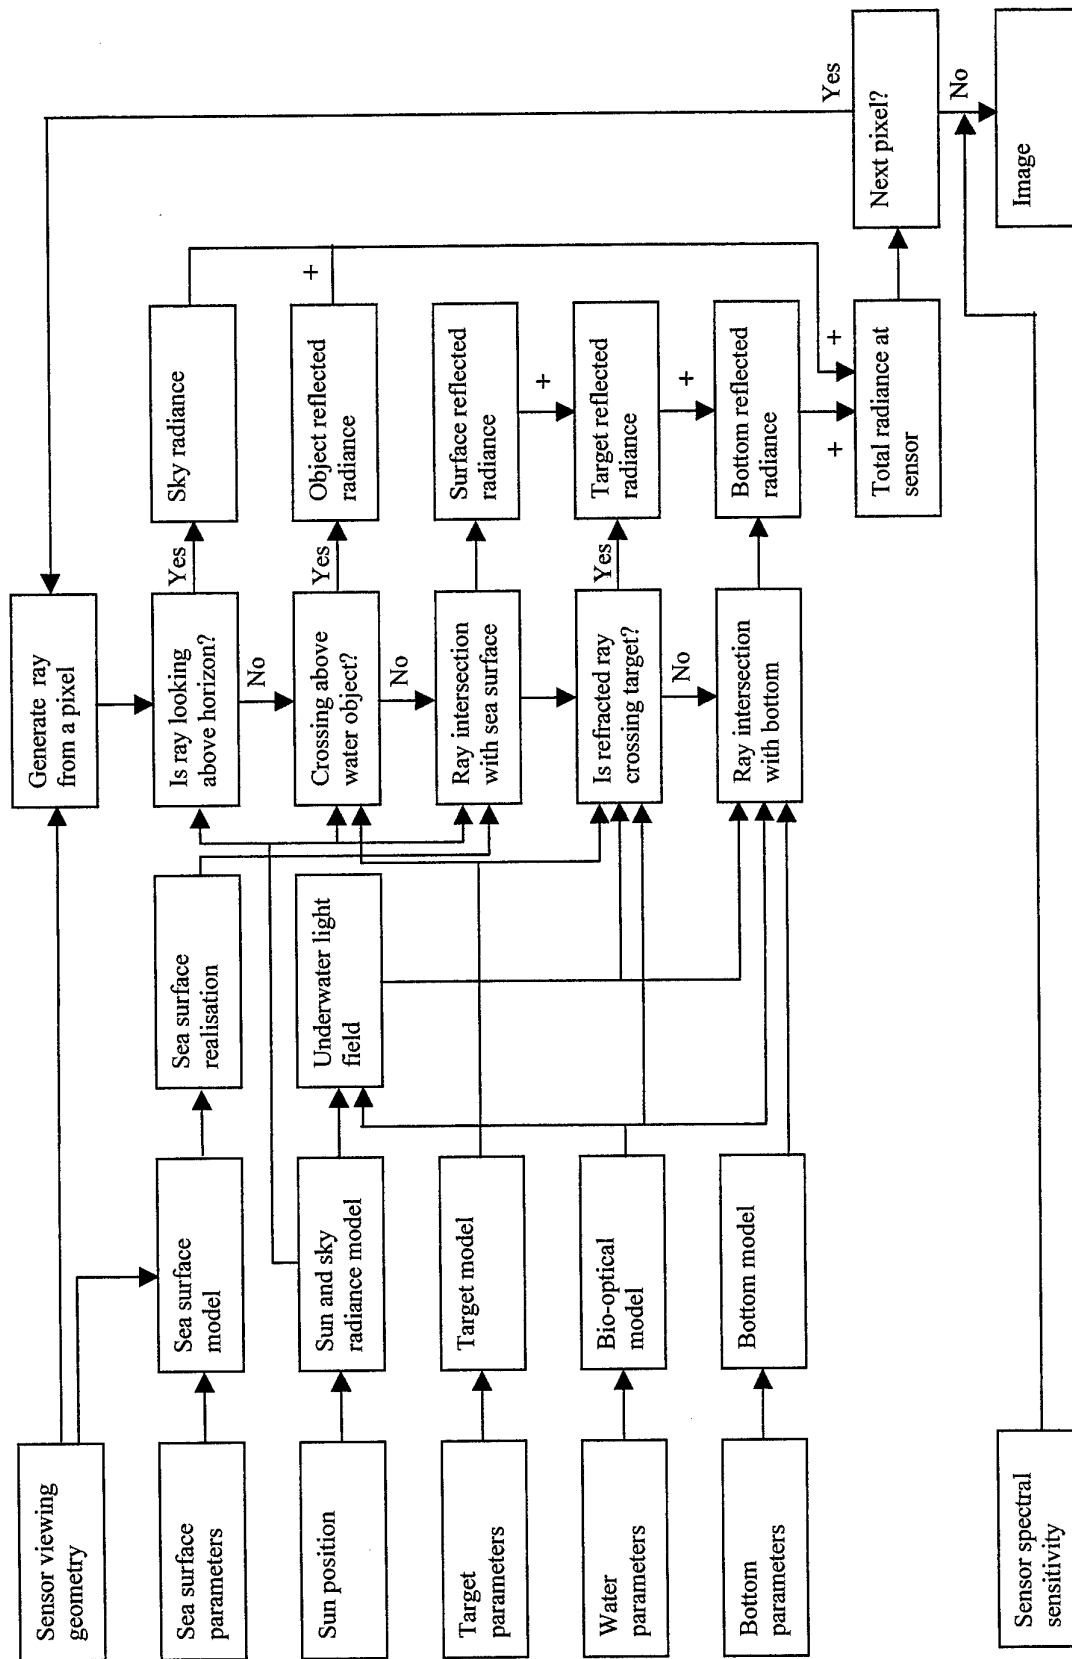 Sensor viewing
geometry
Sea surface
parameters
Sun position
Target
parameters
Water
parameters
Bottom
parameters
Sensor spectral
sensitivity
Sea surface
model
Sun and sky
radiance model
Target model
Bio-optical
model
Bottom model
Sea surface
realisation
Underwater light
field
Generate ray
from a pixel
Is ray looking
above horizon?
No
Crossing above
water object?
No
Ray intersection
with sea surface
Is refracted ray
crossing target?
No
Ray intersection
with bottom
Yes
Yes
Yes
Sky radiance
Object reflected
radiance
+
Surface reflected
radiance
+
Target reflected
radiance
+
Bottom reflected
radiance
+
+
Total radiance at
sensor
Next pixel?
Yes
No
Image